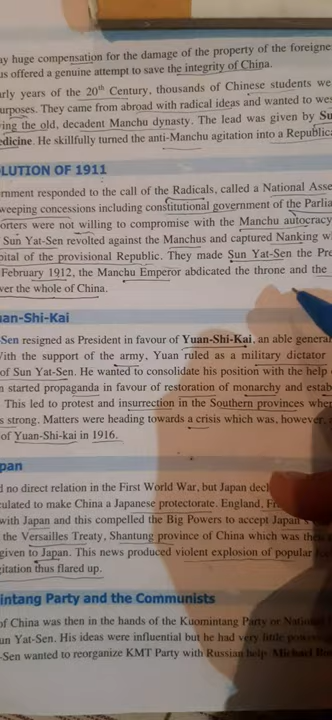 ay huge compensation for the damage of the property of the foreigne
us offered a genuine attempt to save the integrity of China.
arly years of the 20th Century, thousands of Chinese students we
urposes. They came from abroad with radical ideas and wanted to we
ing the old, decadent Manchu dynasty. The lead was given by Su
edicine. He skillfully turned the anti-Manchu agitation into a Republica
OLUTION OF 1911
ernment responded to the call of the Radicals, called a National Asse
weeping concessions including constitutional government of the Parlia
orters were not willing to compromise with the Manchu autocracy
Sun Yat-Sen revolted against the Manchus and captured Nanking w
pital of the provisional Republic. They made Sun Yat-Sen the Pre
February 1912, the Manchu Emperor abdicated the throne and the
ver the whole of China.
an-Shi-Kai
Sen resigned as President in favour of Yuan-Shi-Kai, an able genera
With the support of the army, Yuan ruled as a military dictator
of Sun Yat-Sen. He wanted to consolidate his position with the help
n started propaganda in favour of restoration of monarchy and estab
This led to protest and insurrection in the Southern provinces whe
s strong. Matters were heading towards a crisis which was, however,
of Yuan-shi-kai in 1916.
pan
d no direct relation in the First World War, but Japan decl
culated to make China a Japanese protectorate. England, Fr
with Japan and this compelled the Big Powers to accept Japan
the Versailles Treaty, Shantung province of China which was the
given to Japan. This news produced violent explosion of popular
gitation thus flared up.
mintang Party and the Communists
of China was then in the hands of the Kuomintang Party or National
un Yat-Sen. His ideas were influential but he had very little power
-Sen wanted to reorganize KMT Party with Russian help. Michael Bo